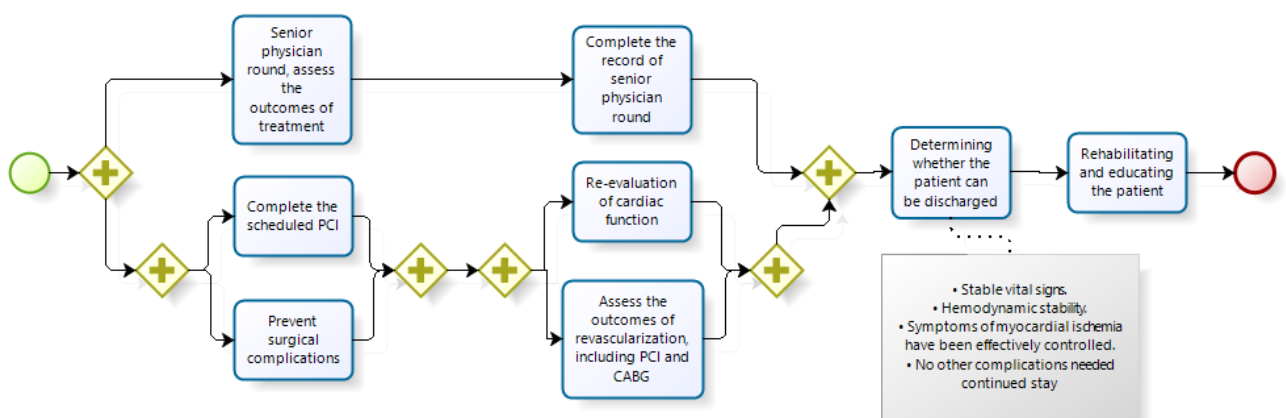 Senior
physician
round, assess
the
outcomes of
treatment
Complete the
record of
senior
physician
round
Complete the
scheduled PCI
Prevent
surgical
complications
Re-evaluation
of cardiac
function
Assess the
outcomes of
revascularization,
including PCI and
CABG
Determining
whether the
patient can
be discharged
Rehabilitating
and educating
the patient
• Stable vital signs.
• Hemodynamic stability.
• Symptoms of myocardial ischemia
have been effectively controlled.
• No other complications needed
continued stay